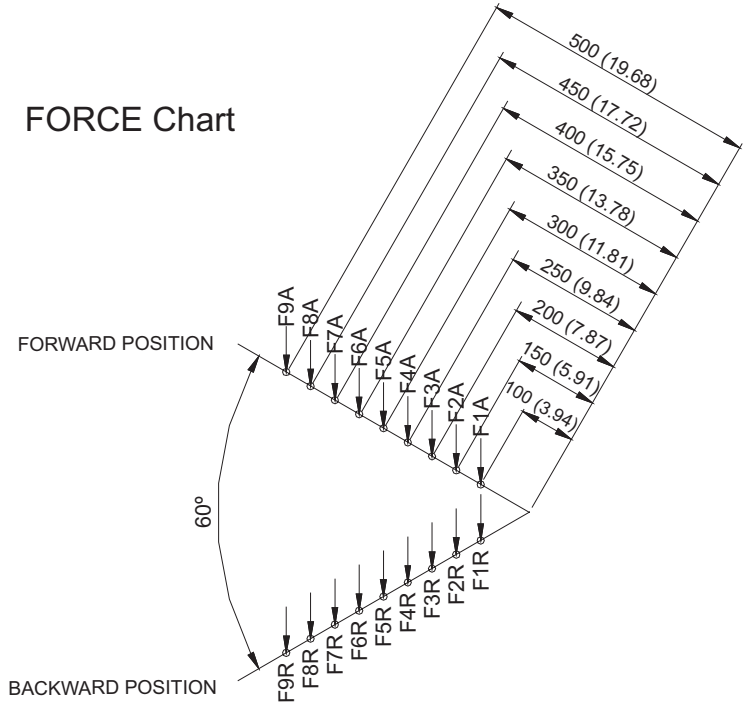 FORCE Chart
500 (19.68)
450 (17.72)
400 (15.75)
350 (13.78)
300 (11.81)
250 (9.84)
200 (7.87)
150 (5.91)
100 (3.94)
FORWARD POSITION
F9A
F8A
F7A
F6A
F5A
F4A
F3A
F2A
F1A
60º
F9R
F8R
F7R
F6R
F5R
F4R
F3R
F2R
F1R
BACKWARD POSITION